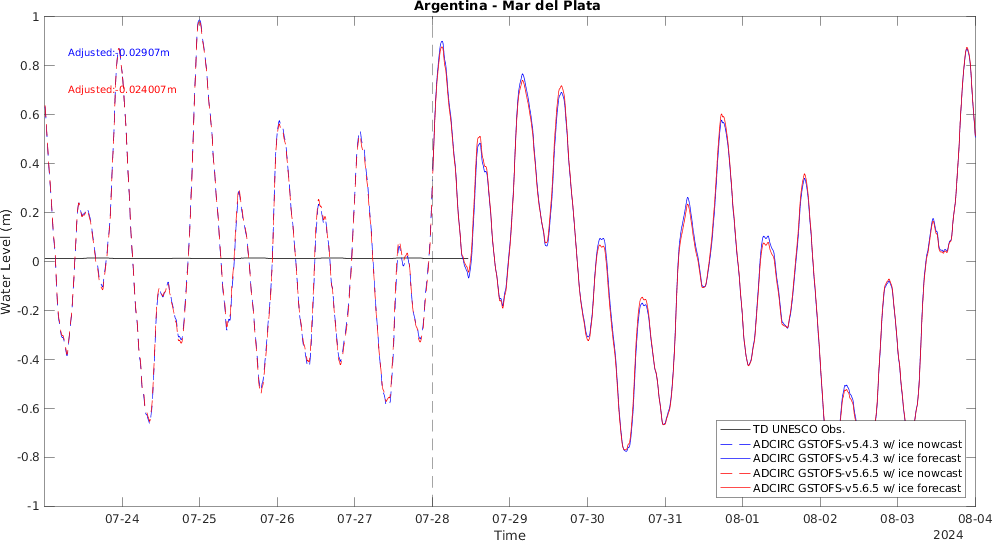 Argentina - Mar del Plata
Adjusted:-0.02907m
Adjusted:-0.024007m
Water Level (m)
1
0.8
0.6
0.4
0.2
0
-0.2
-0.4
-0.6
-0.8
-1
TD UNESCO Obs.
ADCIRC GSTOFS-v5.4.3 w/ ice nowcast
ADCIRC GSTOFS-v5.4.3 w/ ice forecast
ADCIRC GSTOFS-v5.6.5 w/ ice nowcast
ADCIRC GSTOFS-v5.6.5 w/ ice forecast
07-24 07-25 07-26 07-27 07-28 07-29 07-30 07-31 08-01 08-02 08-03 08-04
Time
2024